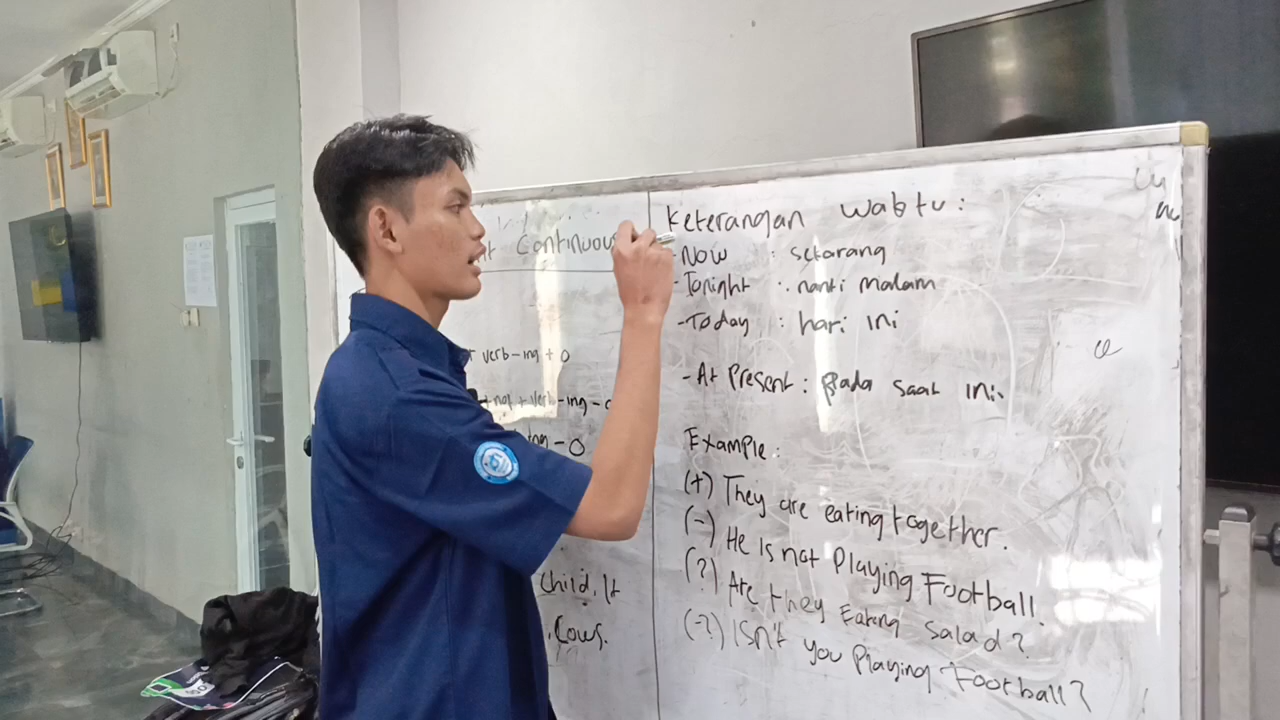 t Continuous
+ verb-ing + O
+ not + Verb-ing - O
ing - O
Child. It
. Cows.
Keterangan waktu :
- Now : sekarang
- Tonight : nanti malam
- Today : hari ini
- At Present : pada saat ini.
Example :
(+) They are eating together.
(-) He Is not Playing Football.
(?) Are they Eating Salad?
(-?) Isn't you Playing Football?